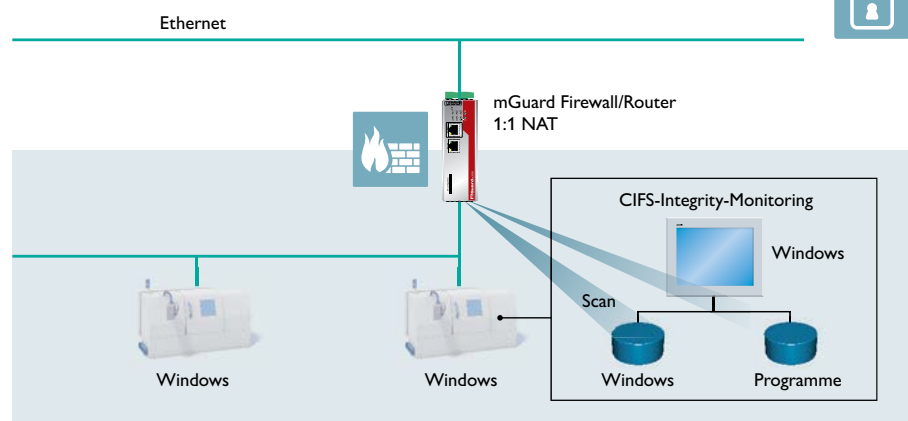 Ethernet
mGuard Firewall/Router
1:1 NAT
CIFS-Integrity-Monitoring
Windows
Scan
Windows
Programme
Windows
Windows